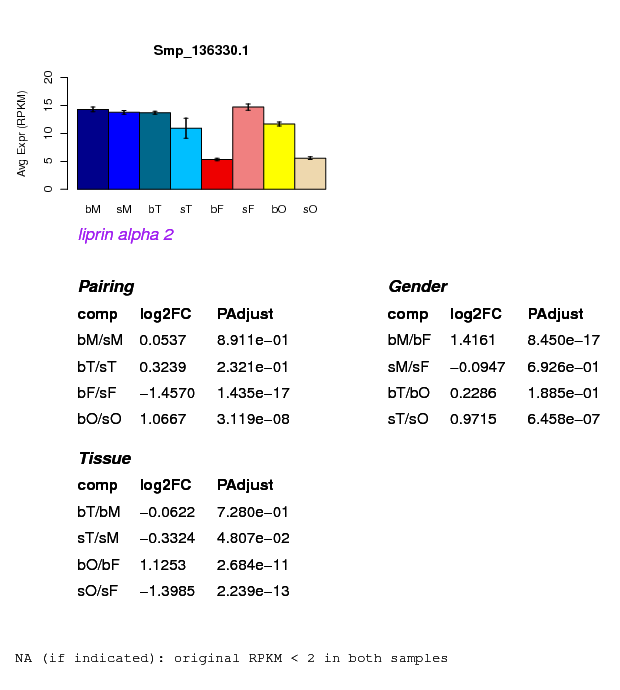 Smp_136330.1
Avg Expr (RPKM)
20
15
10
5
0
bM sM bT sT bF sF bO sO
liprin alpha 2
Pairing
comp log2FC PAdjust
bM/sM 0.0537 8.911e−01
bT/sT 0.3239 2.321e−01
bF/sF −1.4570 1.435e−17
bO/sO 1.0667 3.119e−08
Gender
comp log2FC PAdjust
bM/bF 1.4161 8.450e−17
sM/sF −0.0947 6.926e−01
bT/bO 0.2286 1.885e−01
sT/sO 0.9715 6.458e−07
Tissue
comp log2FC PAdjust
bT/bM −0.0622 7.280e−01
sT/sM −0.3324 4.807e−02
bO/bF 1.1253 2.684e−11
sO/sF −1.3985 2.239e−13
NA (if indicated): original RPKM < 2 in both samples